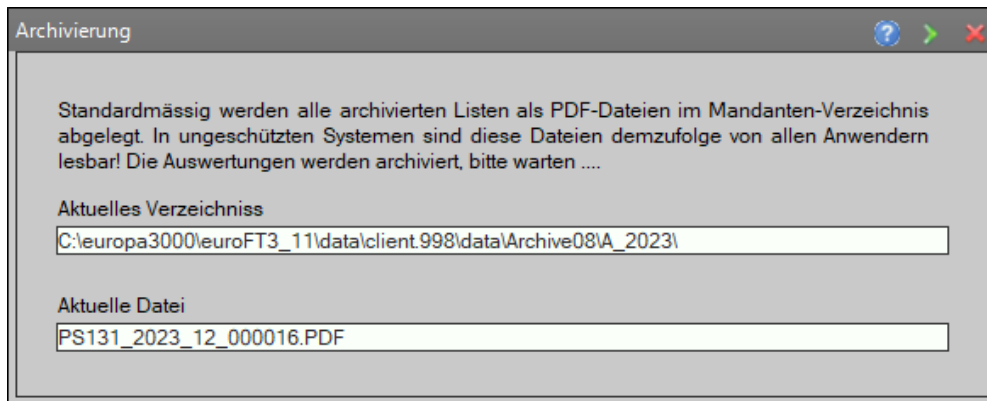 Archivierung
Standardmässig werden alle archivierten Listen als PDF-Dateien im Mandanten-Verzeichnis
abgelegt. In ungeschützten Systemen sind diese Dateien demzufolge von allen Anwendern
lesbar! Die Auswertungen werden archiviert, bitte warten ....
Aktuelles Verzeichniss
C:\europa3000\euroFT3_11\data\client.998\data\Archive08\A_2023\
Aktuelle Datei
PS131_2023_12_000016.PDF